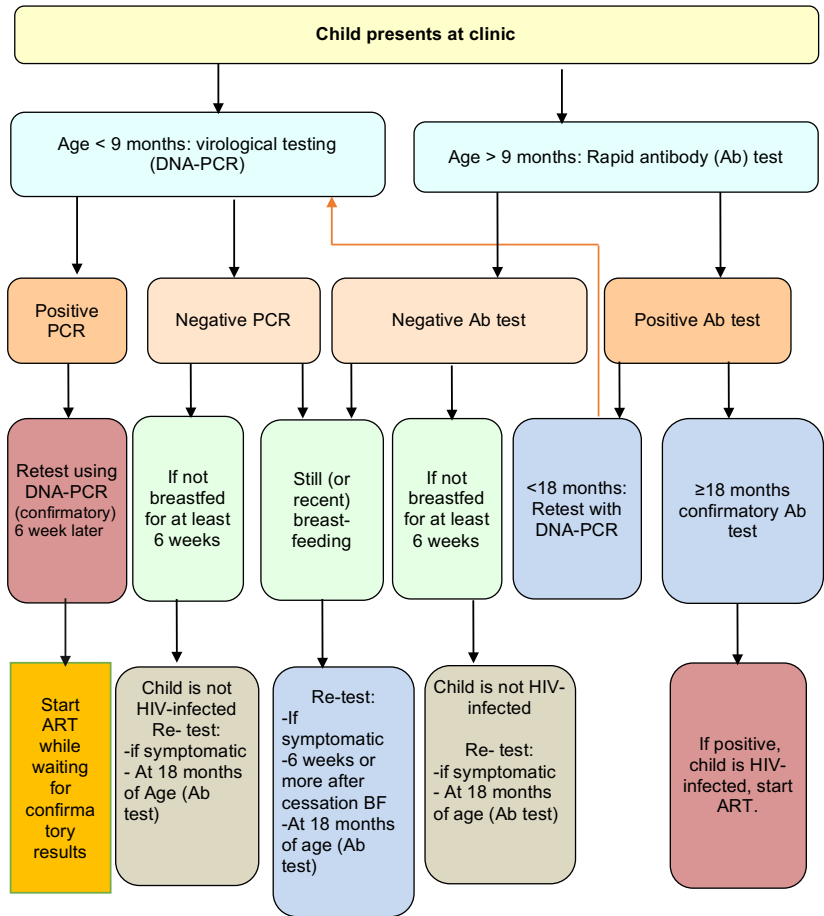 Child presents at clinic
Age < 9 months: virological testing
(DNA-PCR)
Age > 9 months: Rapid antibody (Ab) test
Positive
PCR
Negative PCR
Negative Ab test
Positive Ab test
Retest using
DNA-PCR
(confirmatory)
6 week later
If not
breastfed
for at least
6 weeks
Still (or
recent)
breast-
feeding
If not
breastfed
for at least
6 weeks
<18 months:
Retest with
DNA-PCR
≥18 months
confirmatory Ab
test
Start
ART
while
waiting
for
confirma
tory
results
Child is not
HIV-infected
Re- test:
-if symptomatic
- At 18 months
of Age (Ab
test)
Re-test:
-If
symptomatic
-6 weeks or
more after
cessation BF
-At 18 months
of age (Ab
test)
Child is not HIV-
infected
Re- test:
-if symptomatic
- At 18 months
of age (Ab test)
If positive,
child is HIV-
infected, start
ART.